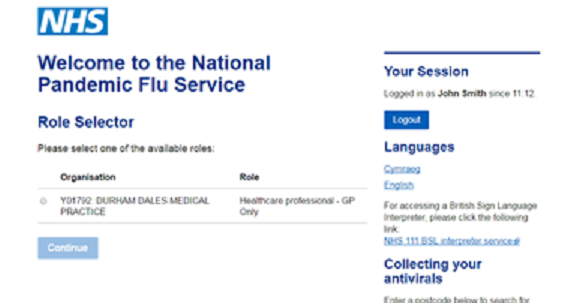 NHS
Welcome to the National
Pandemic Flu Service
Role Selector
Please select one of the available roles:
Organisation Role
Y01792: DURHAM DALES MEDICAL Healthcare professional - GP
PRACTICE Only
Continue
Your Session
Logged in as John Smith since 11:12.
Logout
Languages
Cymraeg
English
For accessing a British Sign Language
Interpreter, please click the following
link:
NHS 111 BSL interpreter service
Collecting your
antivirals
Enter a postcode below to search for